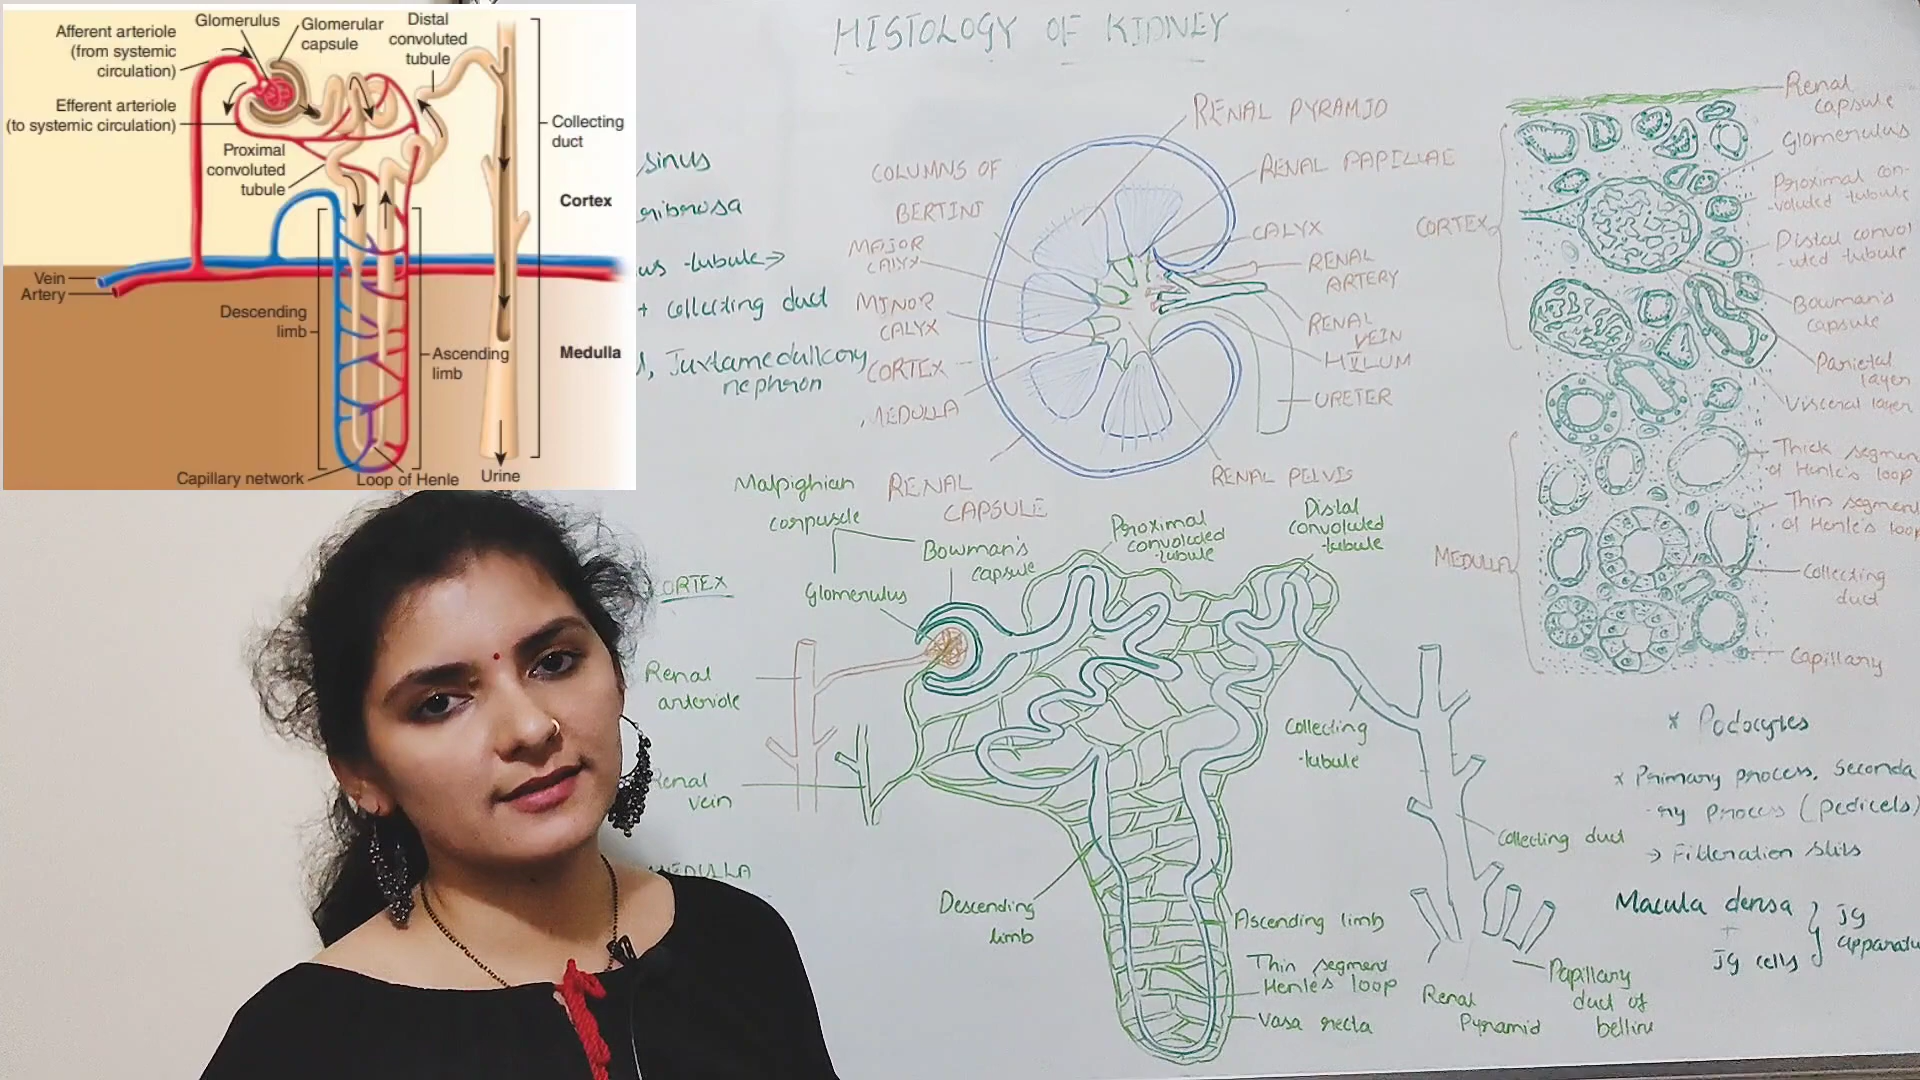 Afferent arteriole
(from systemic
circulation)
Glomerulus
Glomerular
capsule
Distal
convoluted
tubule
Efferent arteriole
(to systemic circulation)
Proximal
convoluted
tubule
Collecting
duct
Cortex
Vein
Artery
Descending
limb
Ascending
limb
Medulla
Capillary network
Loop of Henle
Urine
HISTOLOGY OF KIDNEY
sinus
cribrosa
us tubule→
+ collecting duct
, Juxtamedullary
nephron
RENAL PYRAMID
COLUMNS OF
BERTINI
RENAL PAPILLAE
MAJOR
CALYX
CALYX
RENAL
ARTERY
MINOR
CALYX
RENAL
VEIN
HILUM
CORTEX
MEDULLA
URETER
RENAL
CAPSULE
RENAL PELVIS
Renal
capsule
Glomerulus
Proximal con-
-voluted tubule
CORTEX
Distal convol
-uted tubule
Bowman's
capsule
Parietal
layer
Visceral layer
Thick segmen
of Henle's loop
Thin segment
of Henle's loop
MEDULLA
Collecting
duct
Capillary
Malpighian
corpuscle
Bowman's
capsule
Glomerulus
Proximal
convoluted
tubule
Distal
convoluted
tubule
CORTEX
Renal
arteriole
Renal
vein
MEDULLA
Collecting
tubule
Collecting duct
Descending
limb
Ascending limb
Thin segment
Henle's loop
Vasa recta
Renal
Pyramid
Papillary
duct of
bellini
* Podocytes
* Primary process, Seconda
-ry process (pedicels)
→ Filteration slits
Macula densa
+
JG cells
JG
apparatu